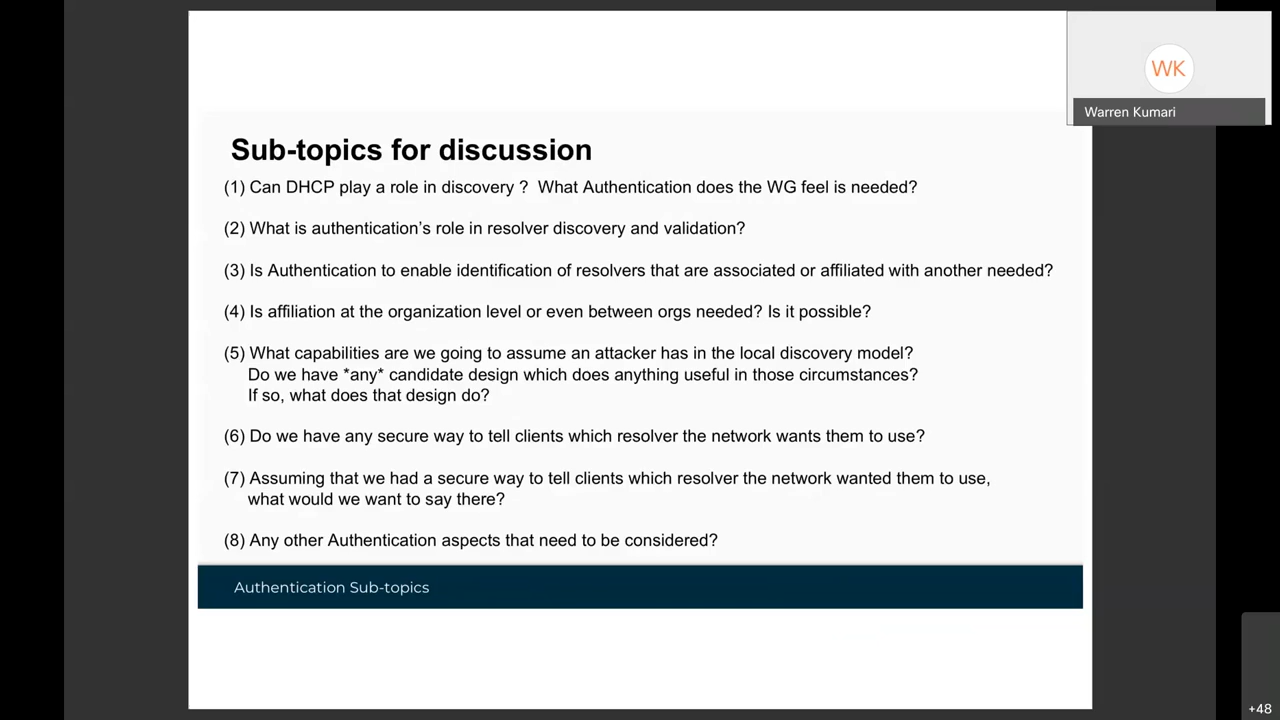 WK
Warren Kumari
Sub-topics for discussion
(1) Can DHCP play a role in discovery ? What Authentication does the WG feel is needed?
(2) What is authentication’s role in resolver discovery and validation?
(3) Is Authentication to enable identification of resolvers that are associated or affiliated with another needed?
(4) Is affiliation at the organization level or even between orgs needed? Is it possible?
(5) What capabilities are we going to assume an attacker has in the local discovery model?
Do we have *any* candidate design which does anything useful in those circumstances?
If so, what does that design do?
(6) Do we have any secure way to tell clients which resolver the network wants them to use?
(7) Assuming that we had a secure way to tell clients which resolver the network wanted them to use,
what would we want to say there?
(8) Any other Authentication aspects that need to be considered?
Authentication Sub-topics
+48